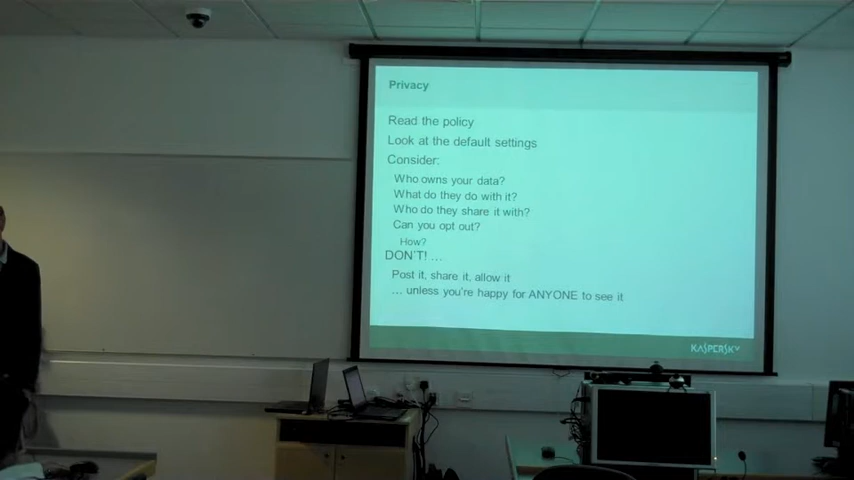 Privacy
Read the policy
Look at the default settings
Consider:
Who owns your data?
What do they do with it?
Who do they share it with?
Can you opt out?
How?
DON'T! ...
Post it, share it, allow it
... unless you're happy for ANYONE to see it
KASPERSKY